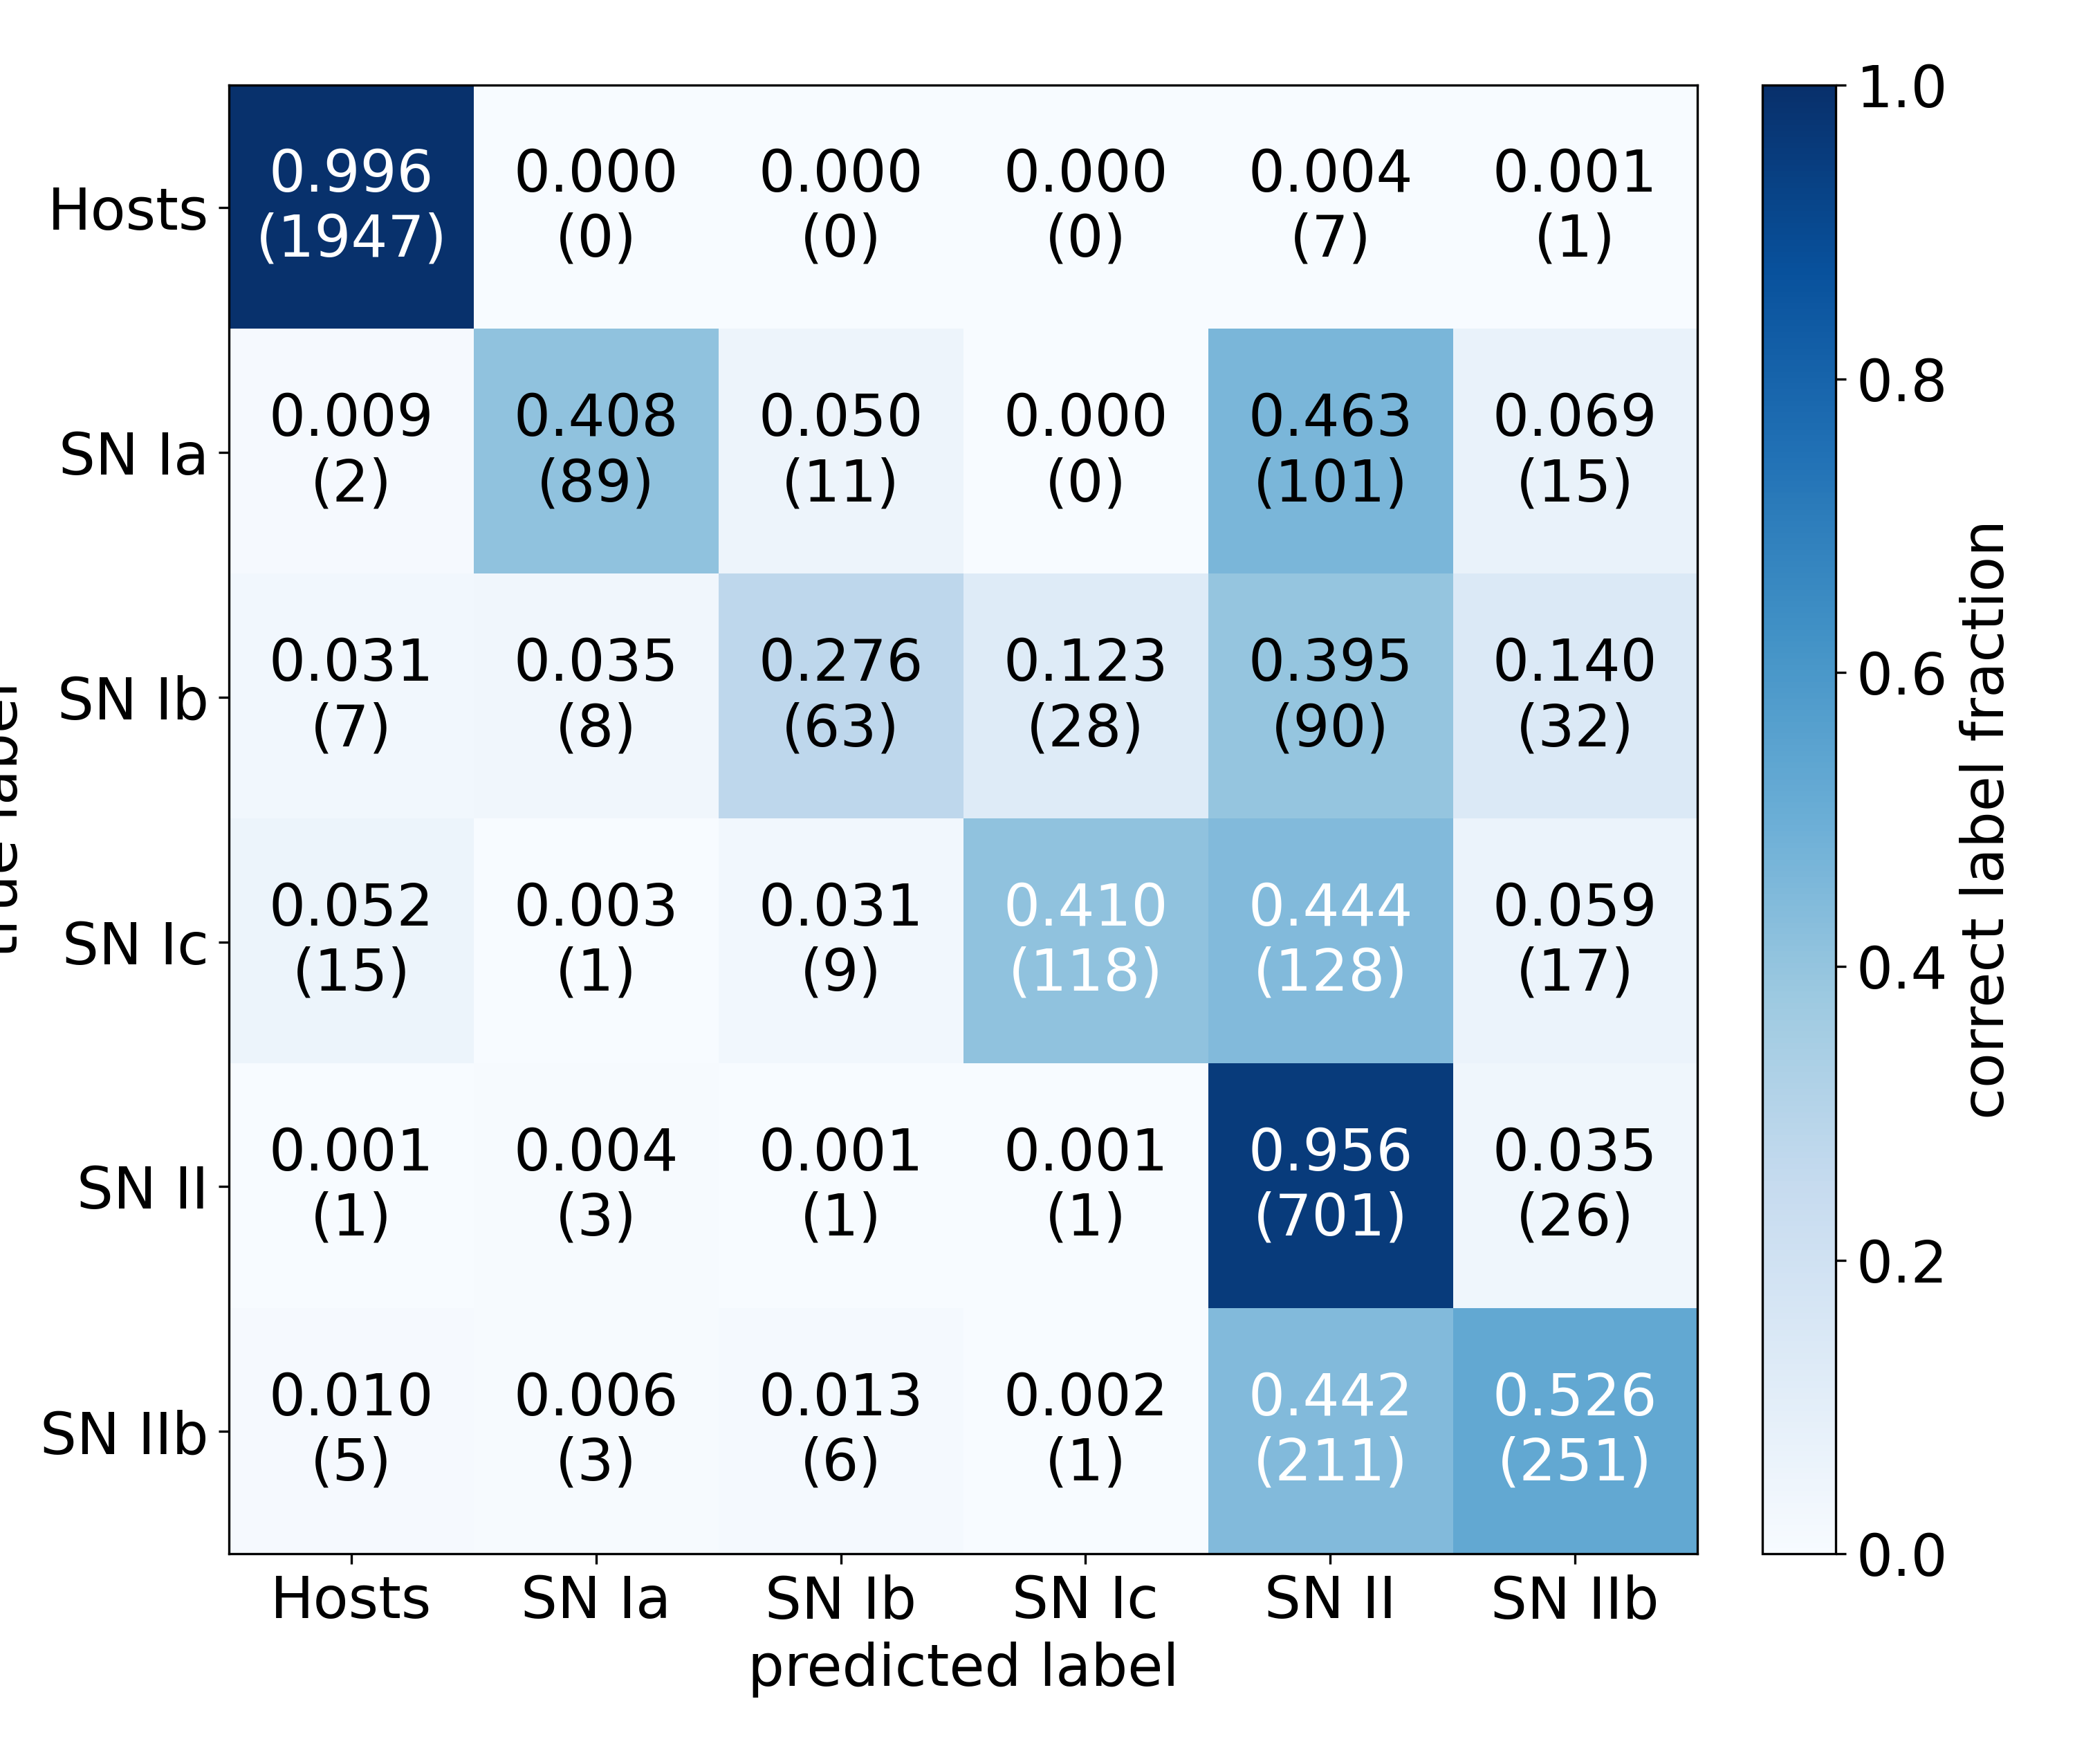 Hosts 0.996 0.000 0.000 0.000 0.004 0.001
(1947) (0) (0) (0) (7) (1)
SN Ia 0.009 0.408 0.050 0.000 0.463 0.069
(2) (89) (11) (0) (101) (15)
SN Ib 0.031 0.035 0.276 0.123 0.395 0.140
(7) (8) (63) (28) (90) (32)
SN Ic 0.052 0.003 0.031 0.410 0.444 0.059
(15) (1) (9) (118) (128) (17)
SN II 0.001 0.004 0.001 0.001 0.956 0.035
(1) (3) (1) (1) (701) (26)
SN IIb 0.010 0.006 0.013 0.002 0.442 0.526
(5) (3) (6) (1) (211) (251)
Hosts SN Ia SN Ib SN Ic SN II SN IIb
predicted label
true label
1.0
0.8
0.6
0.4
0.2
0.0
correct label fraction